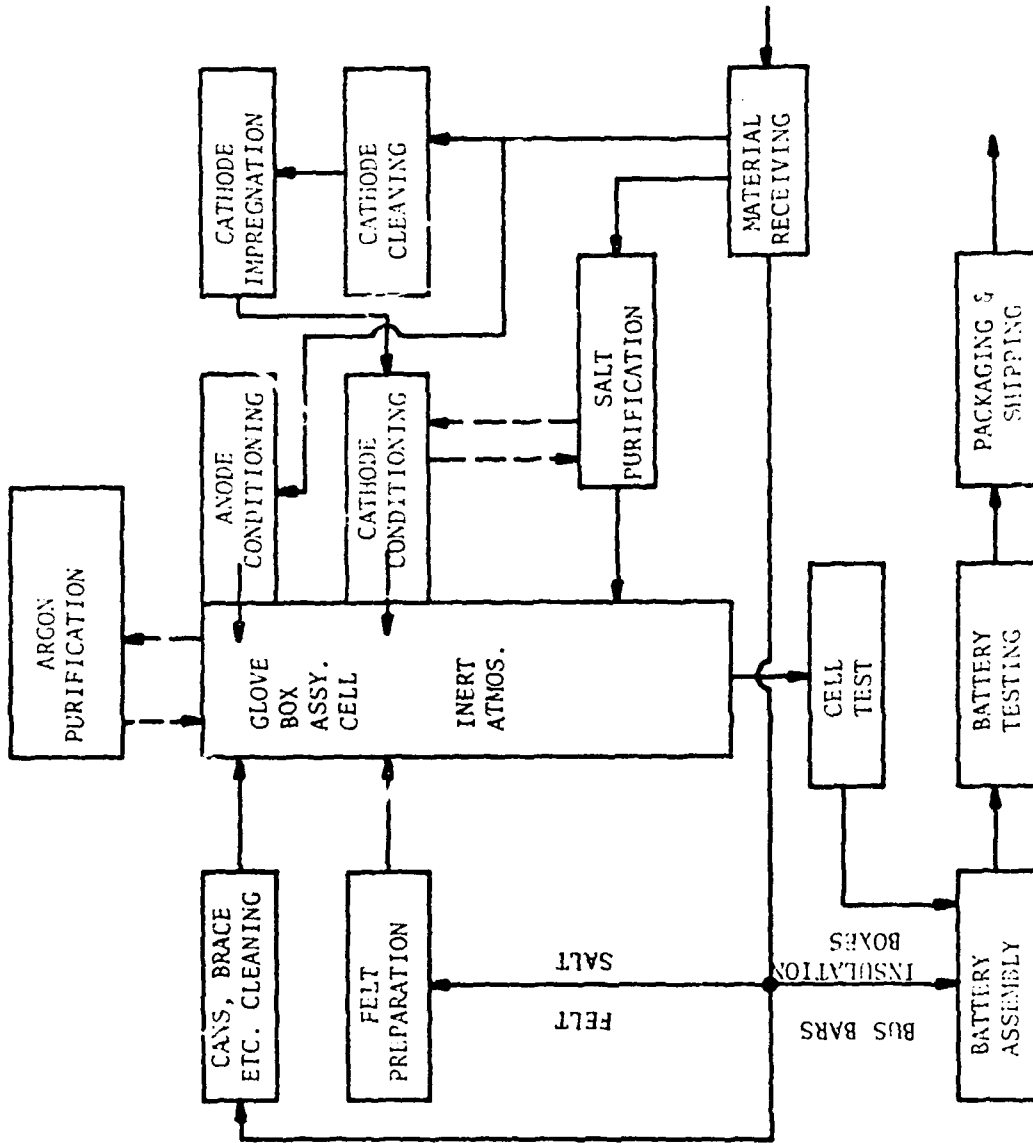 ARGON
PURIFICATION
CATHODE
IMPREGNATION
CATHODE
CLEANING
ANODE
CONDITIONING
CATHODE
CONDITIONING
SALT
PURIFICATION
MATERIAL
RECEIVING
GLOVE
BOX
ASSY.
CELL
INERT
ATMOS.
CANS, BRACE
ETC. CLEANING
FELT
PREPARATION
FELT
SALT
CELL
TEST
BUS BARS
INSULATION
BOXES
BATTERY
ASSEMBLY
BATTERY
TESTING
PACKAGING &
SHIPPING